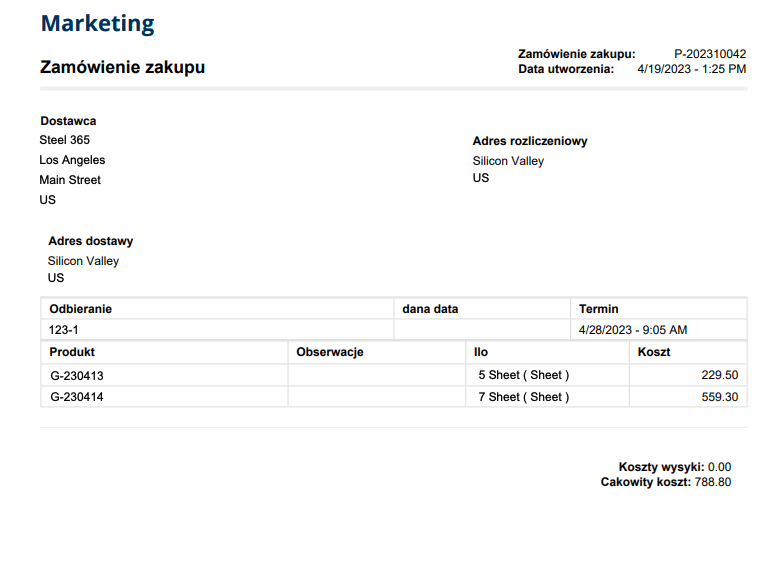 Marketing
Zamówienie zakupu
Zamówienie zakupu: P-202310042
Data utworzenia: 4/19/2023 - 1:25 PM
Dostawca
Steel 365
Los Angeles
Main Street
US
Adres rozliczeniowy
Silicon Valley
US
Adres dostawy
Silicon Valley
US
Odbieranie dana data Termin
123-1 4/28/2023 - 9:05 AM
Produkt Obserwacje Ilo Koszt
G-230413 5 Sheet ( Sheet ) 229.50
G-230414 7 Sheet ( Sheet ) 559.30
Koszty wysyki: 0.00
Cakowity koszt: 788.80